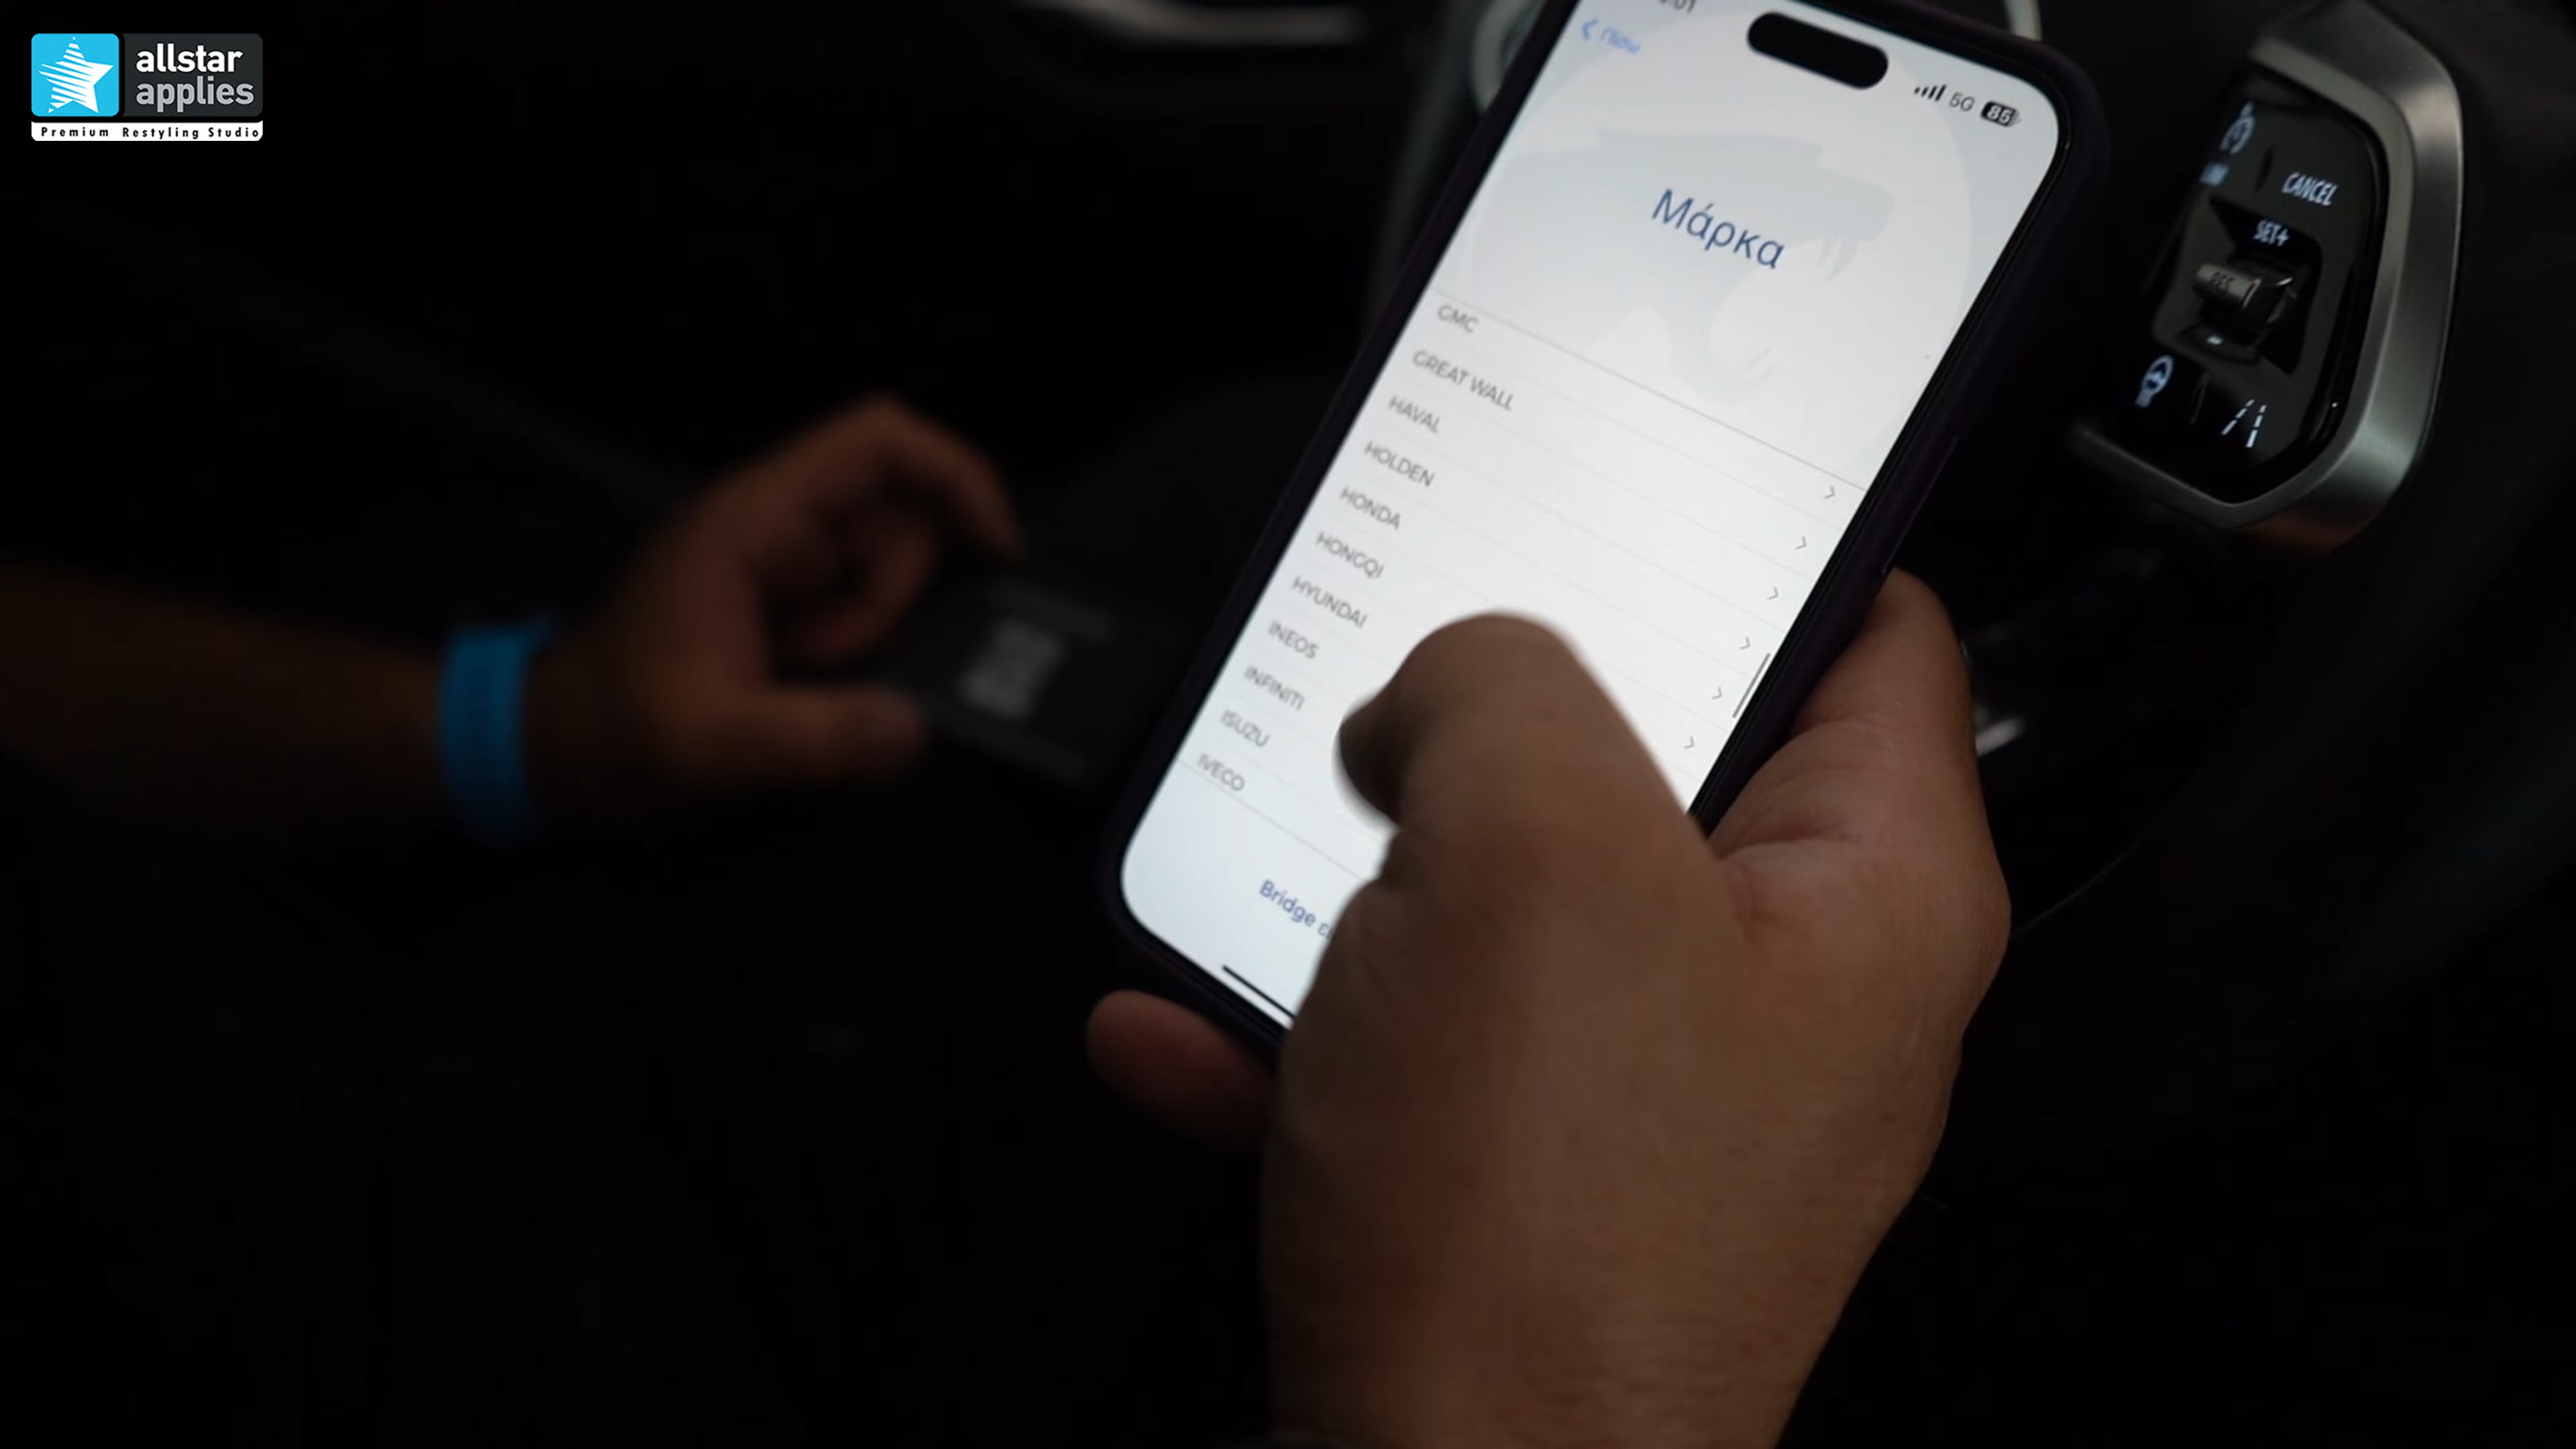 allstar
applies
Premium Restyling Studio
5G 85
Μάρκα
GMC
GREAT WALL
HAVAL
HOLDEN
HONDA
HONGQI
HYUNDAI
INEOS
INFINITI
ISUZU
IVECO
Bridge
CANCEL
SET+
RES